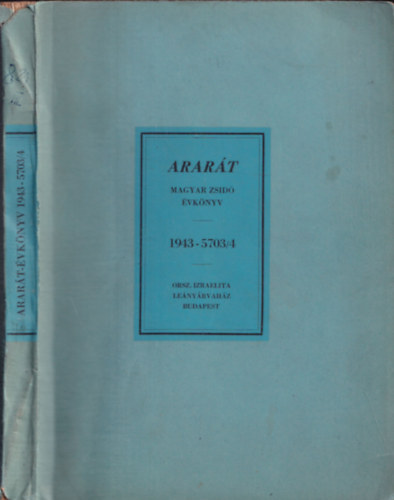 ARARÁT
MAGYAR ZSIDÓ
ÉVKÖNYV
1943-5703/4
ORSZ. IZRAELITA
LEÁNYÁRVAHÁZ
BUDAPEST
ARARÁT-ÉVKÖNYV 1943-5703/4